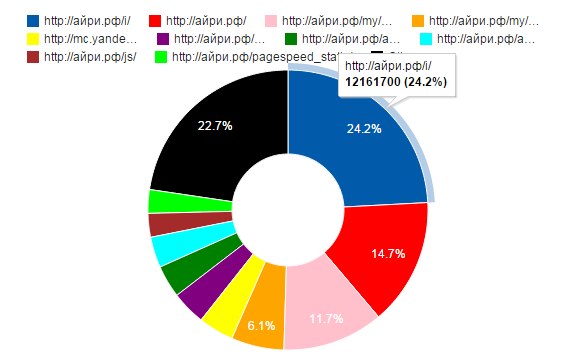 http://айри.рф/i/ http://айри.рф/ http://айри.рф/my/… http://айри.рф/my/…
http://mc.yande… http://айри.рф/… http://айри.рф/а… http://айри.рф/а…
http://айри.рф/js/ http://айри.рф/pagespeed_static/
http://айри.рф/i/
12161700 (24.2%)
22.7%
24.2%
14.7%
11.7%
6.1%